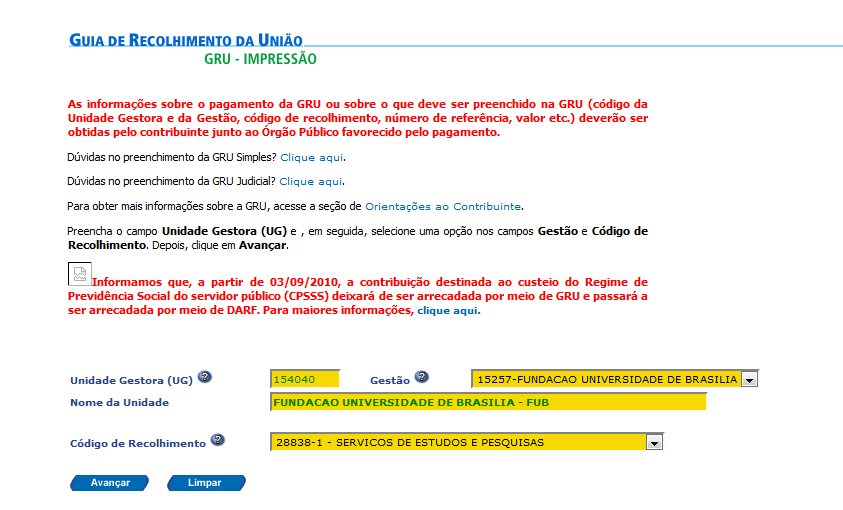 GUIA DE RECOLHIMENTO DA UNIÃO
GRU - IMPRESSÃO
As informações sobre o pagamento da GRU ou sobre o que deve ser preenchido na GRU (código da
Unidade Gestora e da Gestão, código de recolhimento, número de referência, valor etc.) deverão ser
obtidas pelo contribuinte junto ao Órgão Público favorecido pelo pagamento.
Dúvidas no preenchimento da GRU Simples? Clique aqui.
Dúvidas no preenchimento da GRU Judicial? Clique aqui.
Para obter mais informações sobre a GRU, acesse a seção de Orientações ao Contribuinte.
Preencha o campo Unidade Gestora (UG) e , em seguida, selecione uma opção nos campos Gestão e Código de
Recolhimento. Depois, clique em Avançar.
Informamos que, a partir de 03/09/2010, a contribuição destinada ao custeio do Regime de
Previdência Social do servidor público (CPSSS) deixará de ser arrecadada por meio de GRU e passará a
ser arrecadada por meio de DARF. Para maiores informações, clique aqui.
Unidade Gestora (UG) ? 154040 Gestão ? 15257-FUNDACAO UNIVERSIDADE DE BRASILIA
Nome da Unidade FUNDACAO UNIVERSIDADE DE BRASILIA - FUB
Código de Recolhimento ? 28838-1 - SERVICOS DE ESTUDOS E PESQUISAS
Avançar Limpar